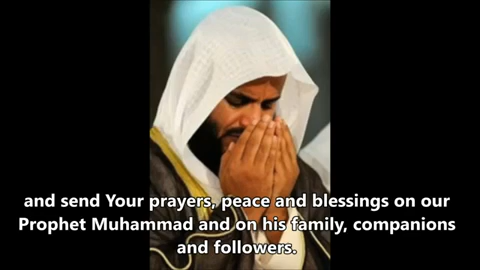 and send Your prayers, peace and blessings on our
Prophet Muhammad and on his family, companions
and followers.